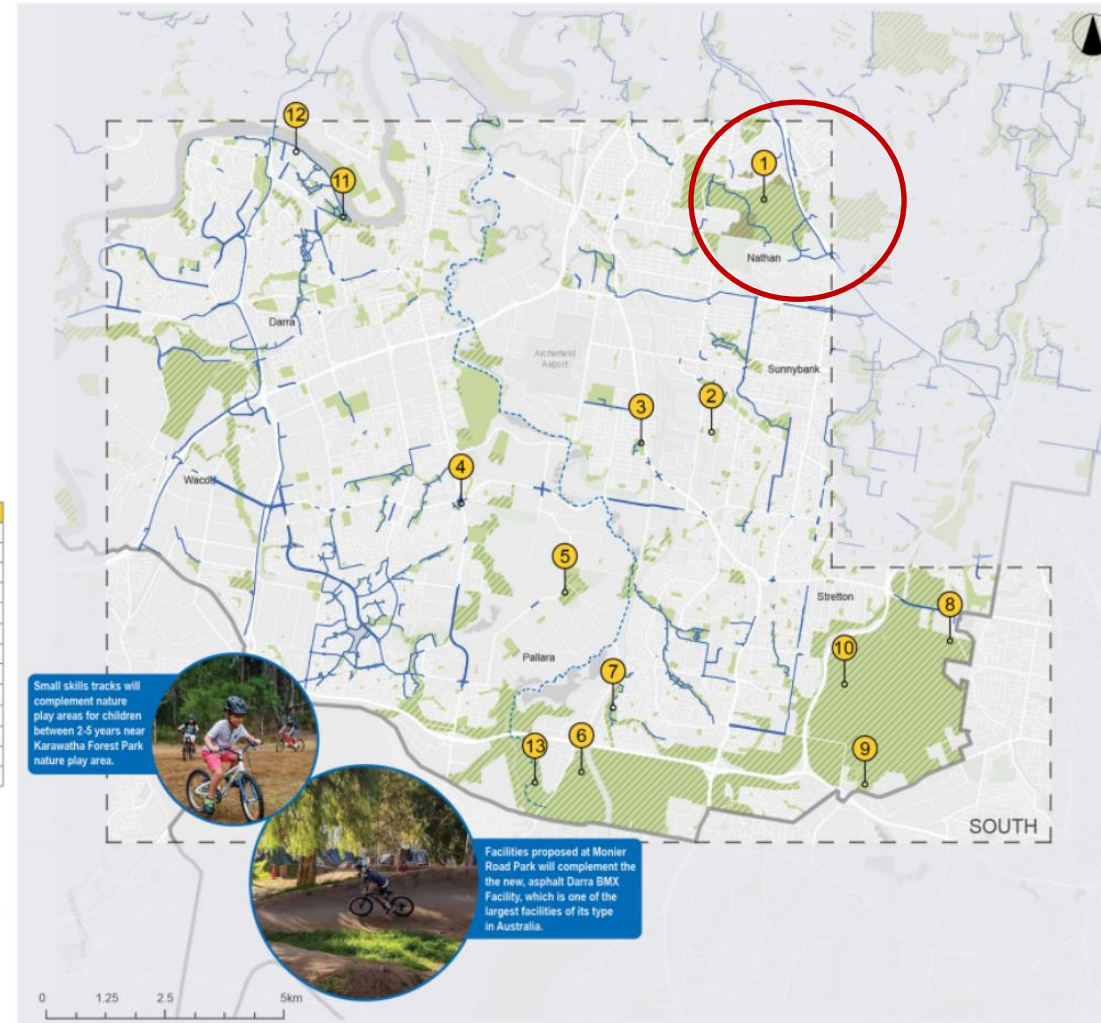 12
1
11
Nathan
Darra
Archerfield
Airport
Sunnybank
2
3
4
Wacol
5
Stretton
8
10
Pallara
7
Small skills tracks will
complement nature
play areas for children
between 2-5 years near
Karawatha Forest Park
nature play area.
13
6
9
SOUTH
Facilities proposed at Monier
Road Park will complement the
the new, asphalt Darra BMX
Facility, which is one of the
largest facilities of its type
in Australia.
0 1.25 2.5 5km